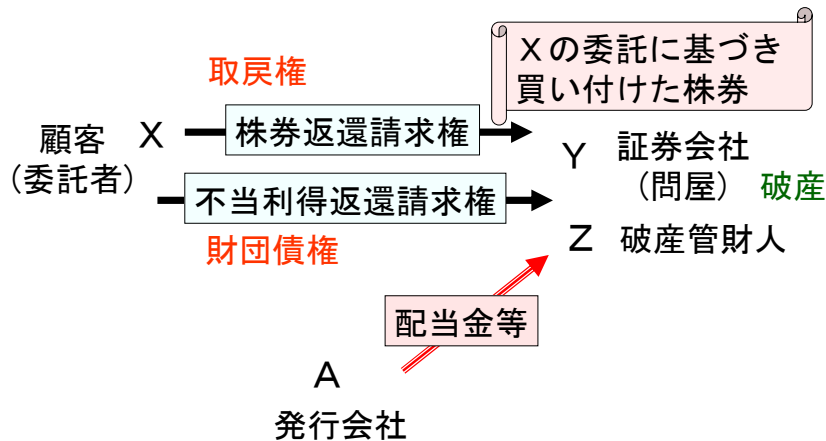 Xの委託に基づき
買い付けた株券
取戻権
顧客
(委託者)
X
株券返還請求権
Y
証券会社
(問屋)
破産
不当利得返還請求権
財団債権
Z
破産管財人
配当金等
A
発行会社